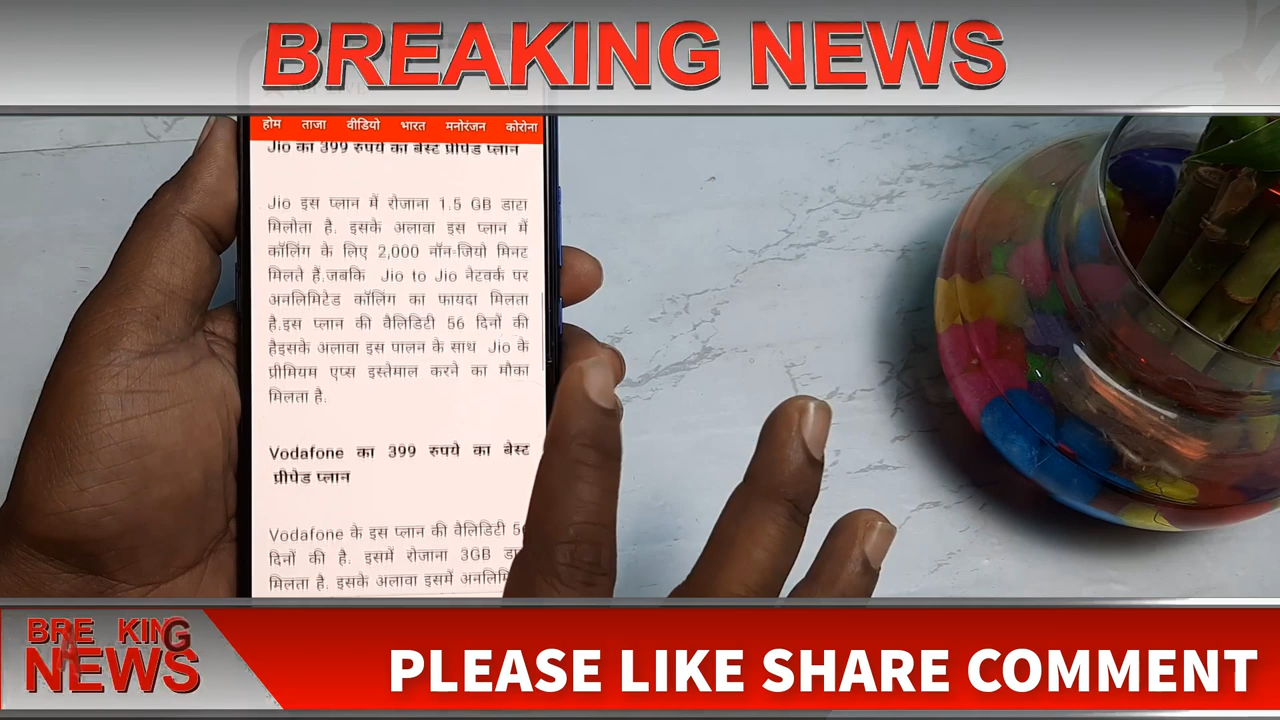 BREAKING NEWS
होम ताजा वीडियो भारत मनोरंजन कोरोना
Jio का 399 रुपये का बेस्ट प्रीपेड प्लान
Jio इस प्लान में रोजाना 1.5 GB डाटा
मिलोता है. इसके अलावा इस प्लान में
कॉलिंग के लिए 2,000 नॉन-जियो मिनट
मिलते हैं.जबकि Jio to Jio नेटवर्क पर
अनलिमिटेड कॉलिंग का फायदा मिलता
है.इस प्लान की वैलिडिटी 56 दिनों की
हैइसके अलावा इस पालन के साथ Jio के
प्रीमियम एप्स इस्तेमाल करने का मौका
मिलता है.
Vodafone का 399 रुपये का बेस्ट
प्रीपेड प्लान
Vodafone के इस प्लान की वैलिडिटी
दिनों की है. इसमें रोजाना 3GB
मिलता है. इसके अलावा इसमें
BREAKING
NEWS
PLEASE LIKE SHARE COMMENT